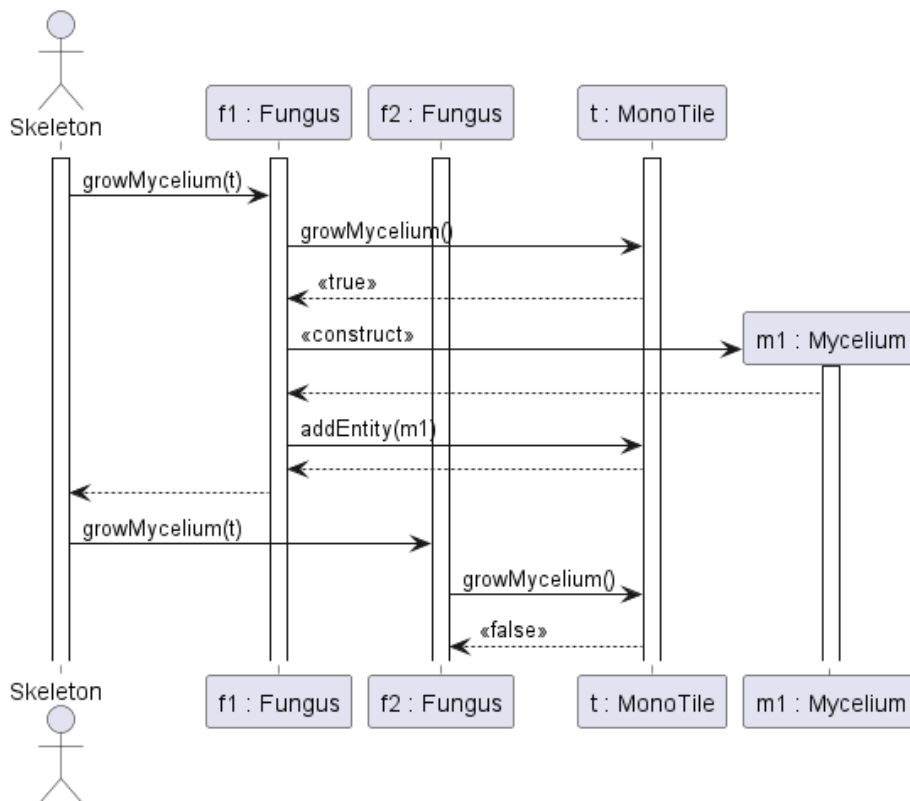 Skeleton
f1 : Fungus
f2 : Fungus
t : MonoTile
growMycelium(t)
growMycelium()
«true»
«construct»
m1 : Mycelium
addEntity(m1)
growMycelium(t)
growMycelium()
«false»
Skeleton
f1 : Fungus
f2 : Fungus
t : MonoTile
m1 : Mycelium